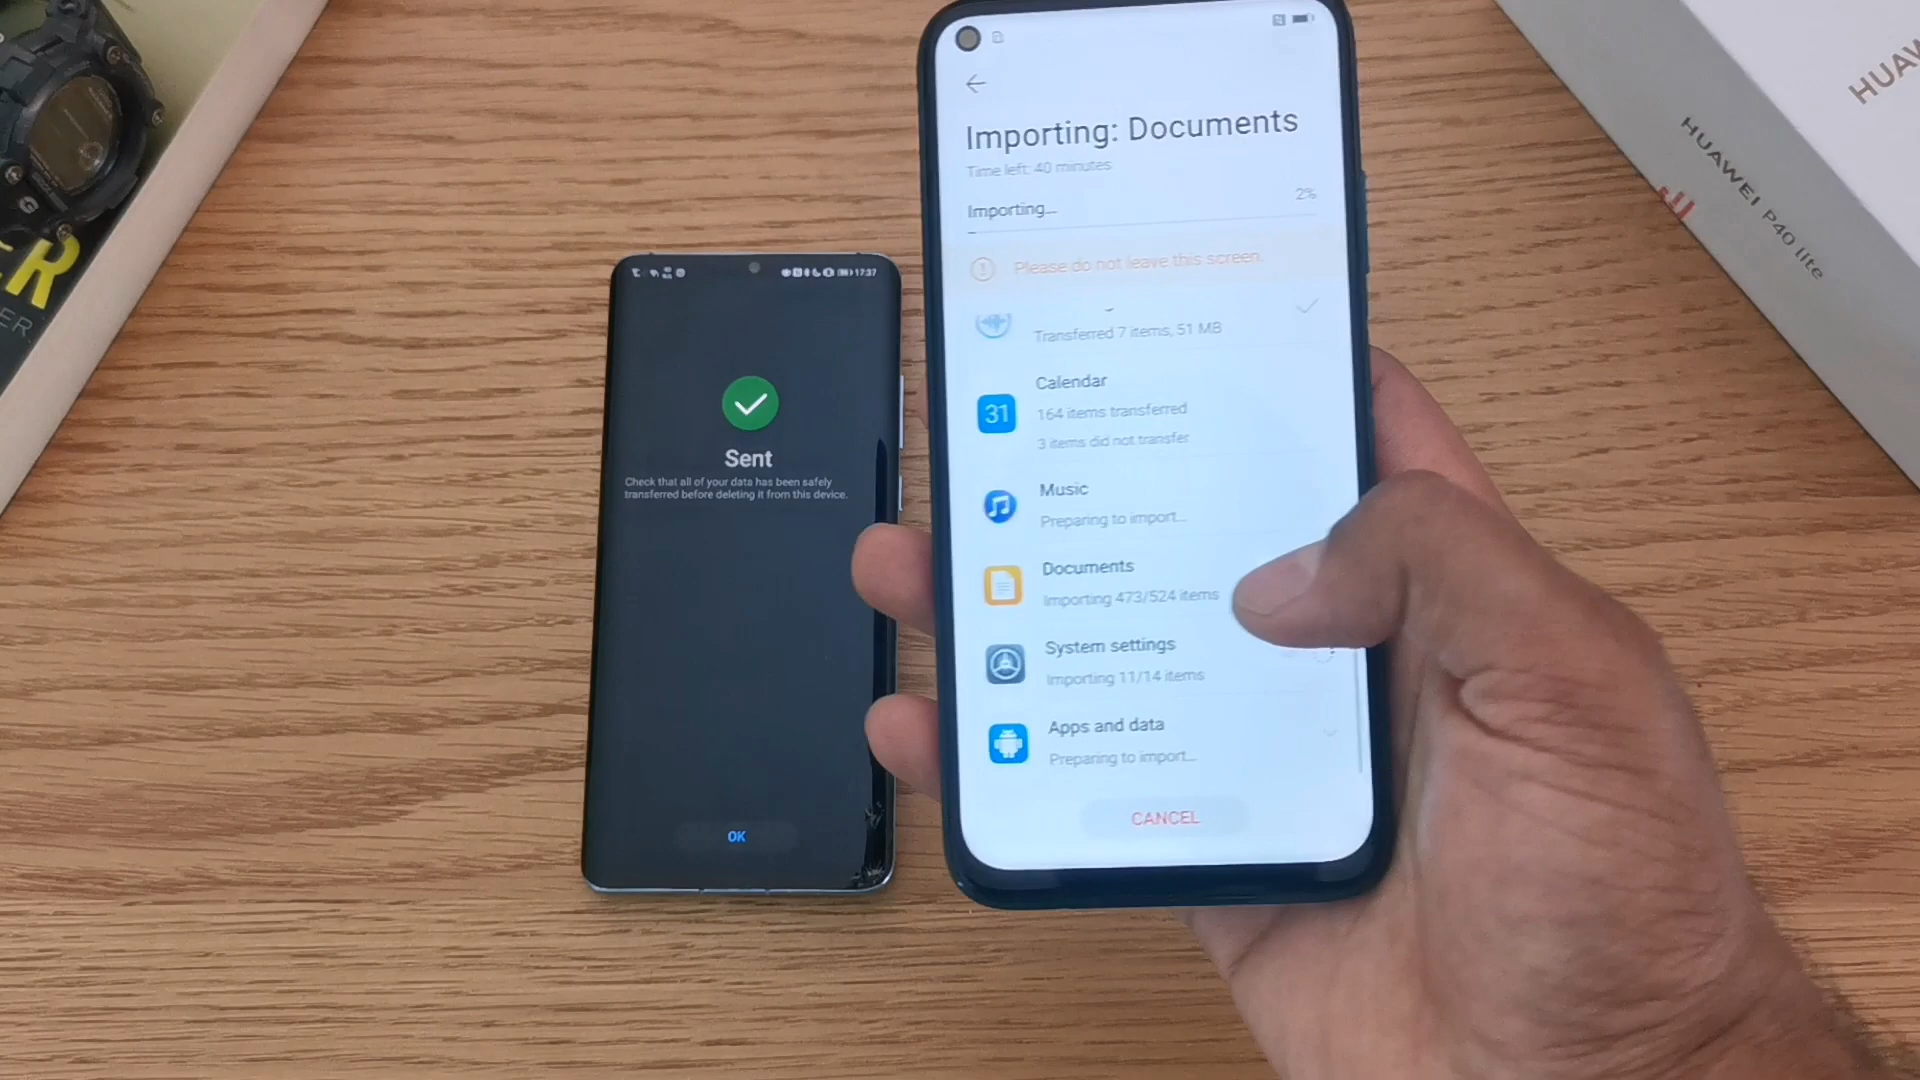 17:37
Sent
Check that all of your data has been safely
transferred before deleting it from this device.
OK
Importing: Documents
Time left: 40 minutes
Importing...
2%
Please do not leave this screen.
Transferred 7 items, 51 MB
31
Calendar
164 items transferred
3 items did not transfer
Music
Preparing to import...
Documents
Importing 473/524 items
System settings
Importing 11/14 items
Apps and data
Preparing to import...
CANCEL
HUAWEI P40 lite
G